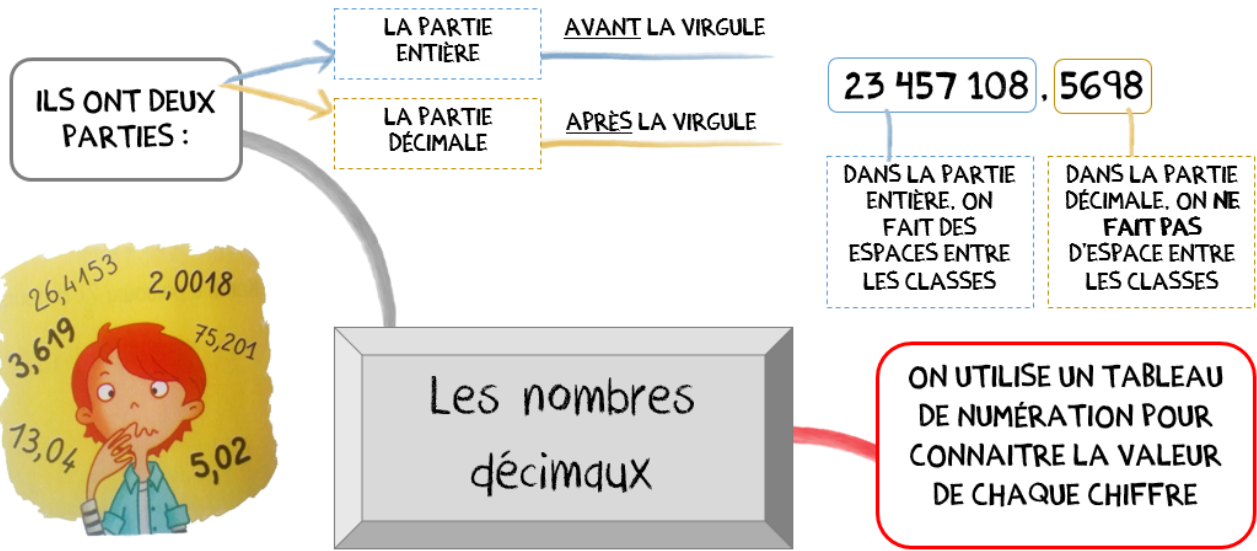 ILS ONT DEUX
PARTIES :
LA PARTIE
ENTIÈRE
AVANT LA VIRGULE
LA PARTIE
DÉCIMALE
APRÈS LA VIRGULE
23 457 108 , 5698
DANS LA PARTIE
ENTIÈRE, ON
FAIT DES
ESPACES ENTRE
LES CLASSES
DANS LA PARTIE
DÉCIMALE, ON NE
FAIT PAS
D'ESPACE ENTRE
LES CLASSES
26,4153
2,0018
3,619
75,201
13,04
5,02
Les nombres
décimaux
ON UTILISE UN TABLEAU
DE NUMÉRATION POUR
CONNAITRE LA VALEUR
DE CHAQUE CHIFFRE